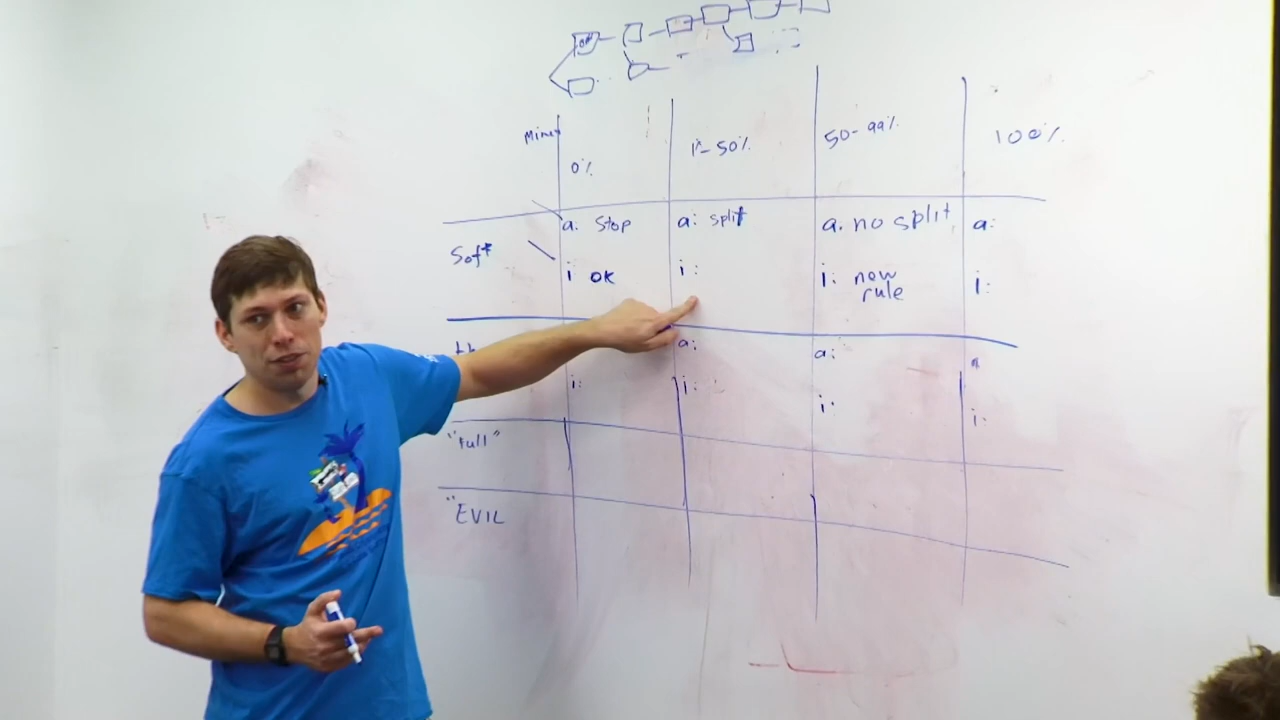 Miner 0% 1-50% 50-99% 100%
Soft a: Stop a: split a. no split a:
i: OK i: i: new rule i:
a: a:
i: i: i: i:
"Full"
"EVIL